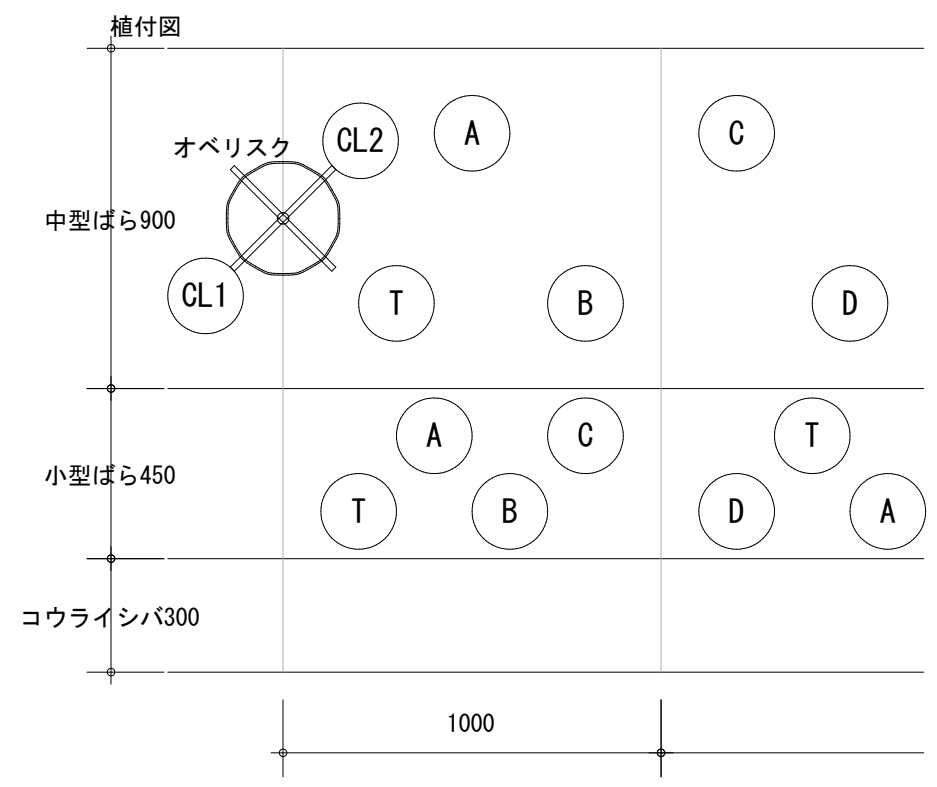 植付図
CL2 A C
オベリスク
中型ばら900
CL1 T B D
A C T
小型ばら450
T B D A
コウライシバ300
1000